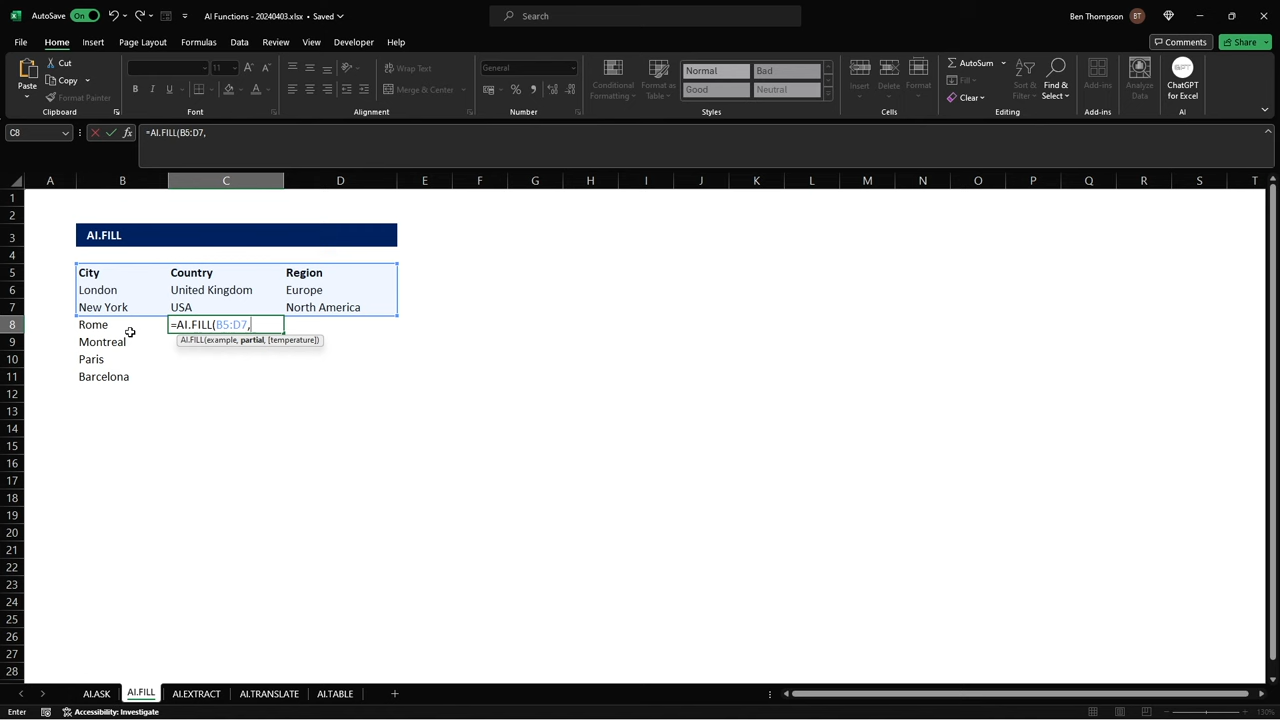 AutoSave On AI Functions - 20240403.xlsx • Saved Search Ben Thompson BT
File Home Insert Page Layout Formulas Data Review View Developer Help Comments Share
Paste Cut Copy Format Painter Clipboard
11 A A B I U A Font
ab Wrap Text Merge & Center Alignment
General % , Number
Conditional Formatting Format as Table Normal Bad Good Neutral Styles
Insert Delete Format Cells
AutoSum Fill Clear Sort & Filter Find & Select Editing
Add-ins Add-ins
Analyze Data
ChatGPT for Excel AI
C8 fx =AI.FILL(B5:D7,
A B C D E F G H I J K L M N O P Q R S T
1
2
3 AI.FILL
4
5 City Country Region
6 London United Kingdom Europe
7 New York USA North America
8 Rome =AI.FILL(B5:D7,
9 Montreal AI.FILL(example, partial, [temperature])
10 Paris
11 Barcelona
12
13
14
15
16
17
18
19
20
21
22
23
24
25
26
27
28
AI.ASK AI.FILL AI.EXTRACT AI.TRANSLATE AI.TABLE
Enter Accessibility: Investigate 130%